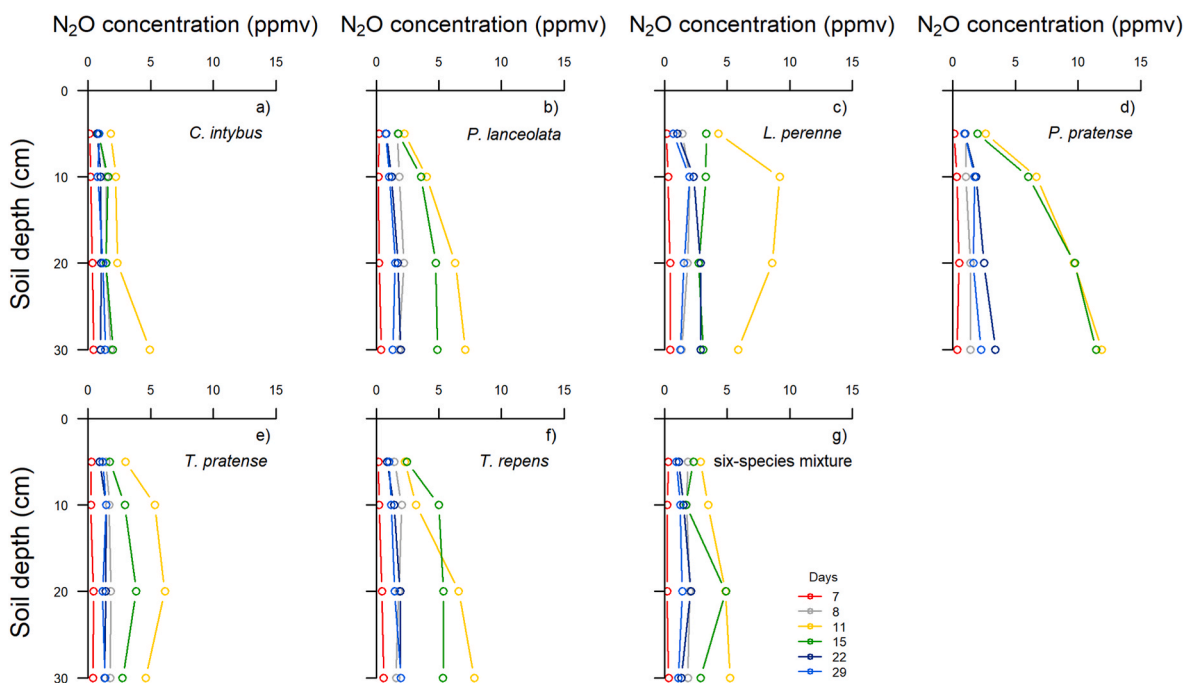 N₂O concentration (ppmv) N₂O concentration (ppmv) N₂O concentration (ppmv) N₂O concentration (ppmv)
0 5 10 15 0 5 10 15 0 5 10 15 0 5 10 15
0
a) b) c) d)
C. intybus P. lanceolata L. perenne P. pratense
10
Soil depth (cm)
20
30
0 5 10 15 0 5 10 15 0 5 10 15
0
e) f) g)
T. pratense T. repens six-species mixture
10
Soil depth (cm)
20
30
Days
7
8
11
15
22
29